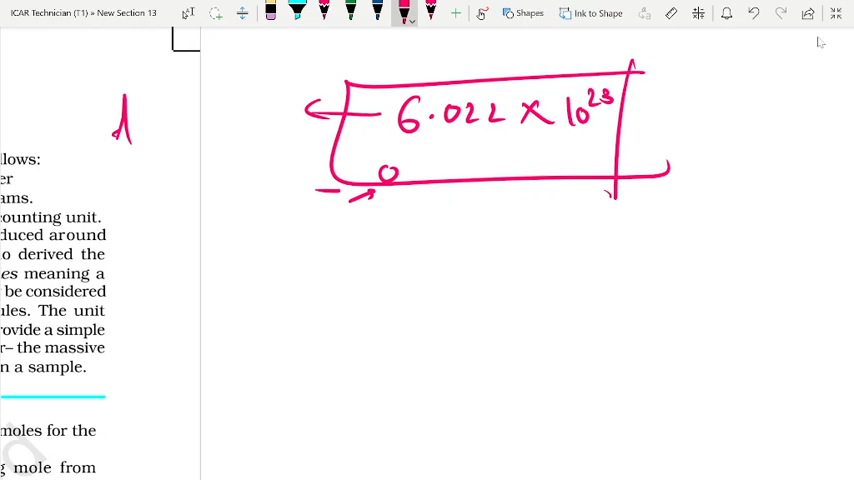 ICAR Technician (T1) » New Section 13
Shapes
Ink to Shape
6.022 × 10²³
0
llows:
er
ams.
counting unit.
duced around
o derived the
es meaning a
be considered
ules. The unit
rovide a simple
r– the massive
n a sample.
moles for the
g mole from